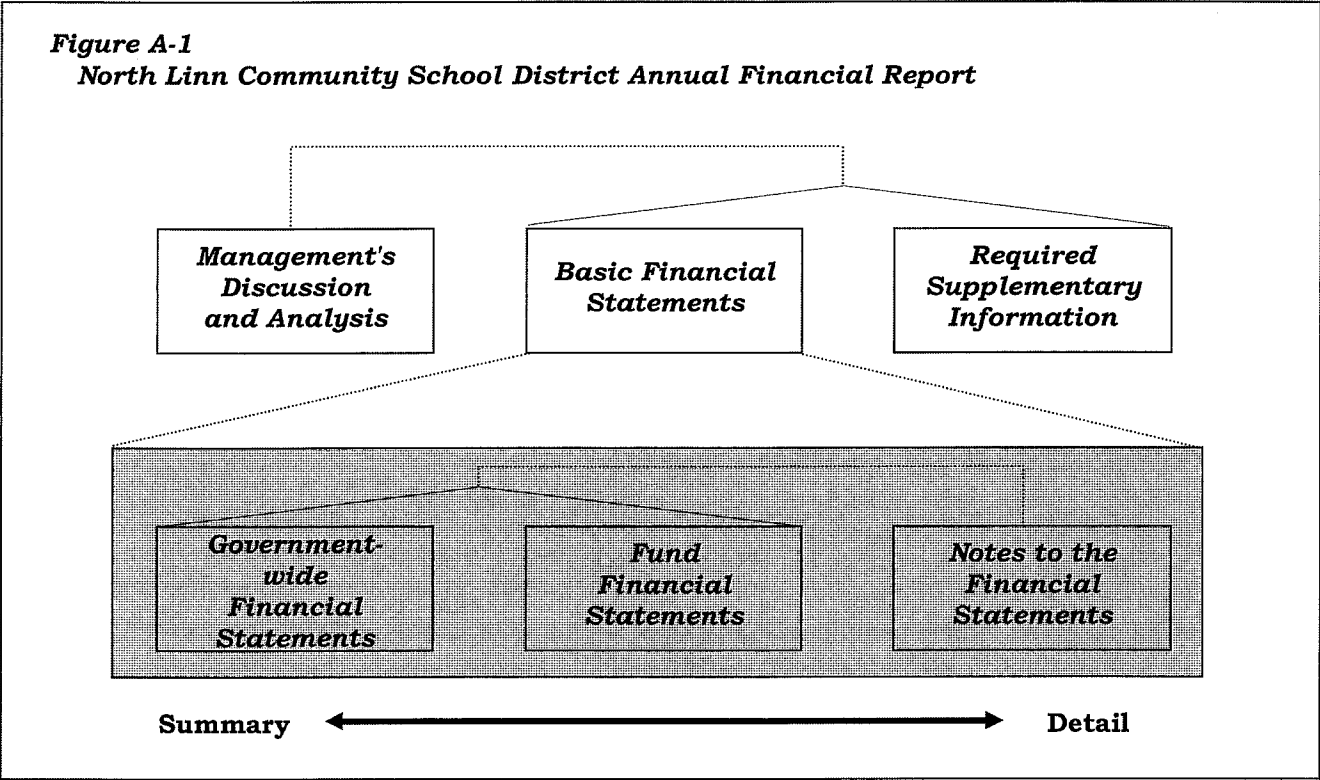 Figure A-1
North Linn Community School District Annual Financial Report
Management's
Discussion
and Analysis
Basic Financial
Statements
Required
Supplementary
Information
Government-
wide
Financial
Statements
Fund
Financial
Statements
Notes to the
Financial
Statements
Summary
Detail